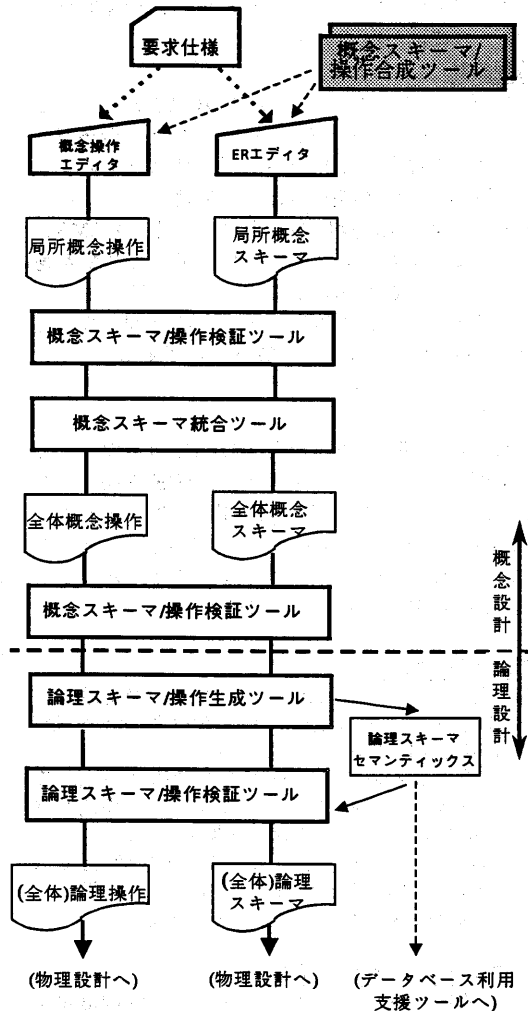 要求仕様
概念スキーマ/
操作合成ツール
概念操作
エディタ
ERエディタ
局所概念操作
局所概念
スキーマ
概念スキーマ/操作検証ツール
概念スキーマ統合ツール
全体概念操作
全体概念
スキーマ
概念設計
概念スキーマ/操作検証ツール
論理設計
論理スキーマ/操作生成ツール
論理スキーマ
セマンティックス
論理スキーマ/操作検証ツール
(全体)論理操作
(全体)論理
スキーマ
(物理設計へ)
(物理設計へ)
(データベース利用
支援ツールへ)